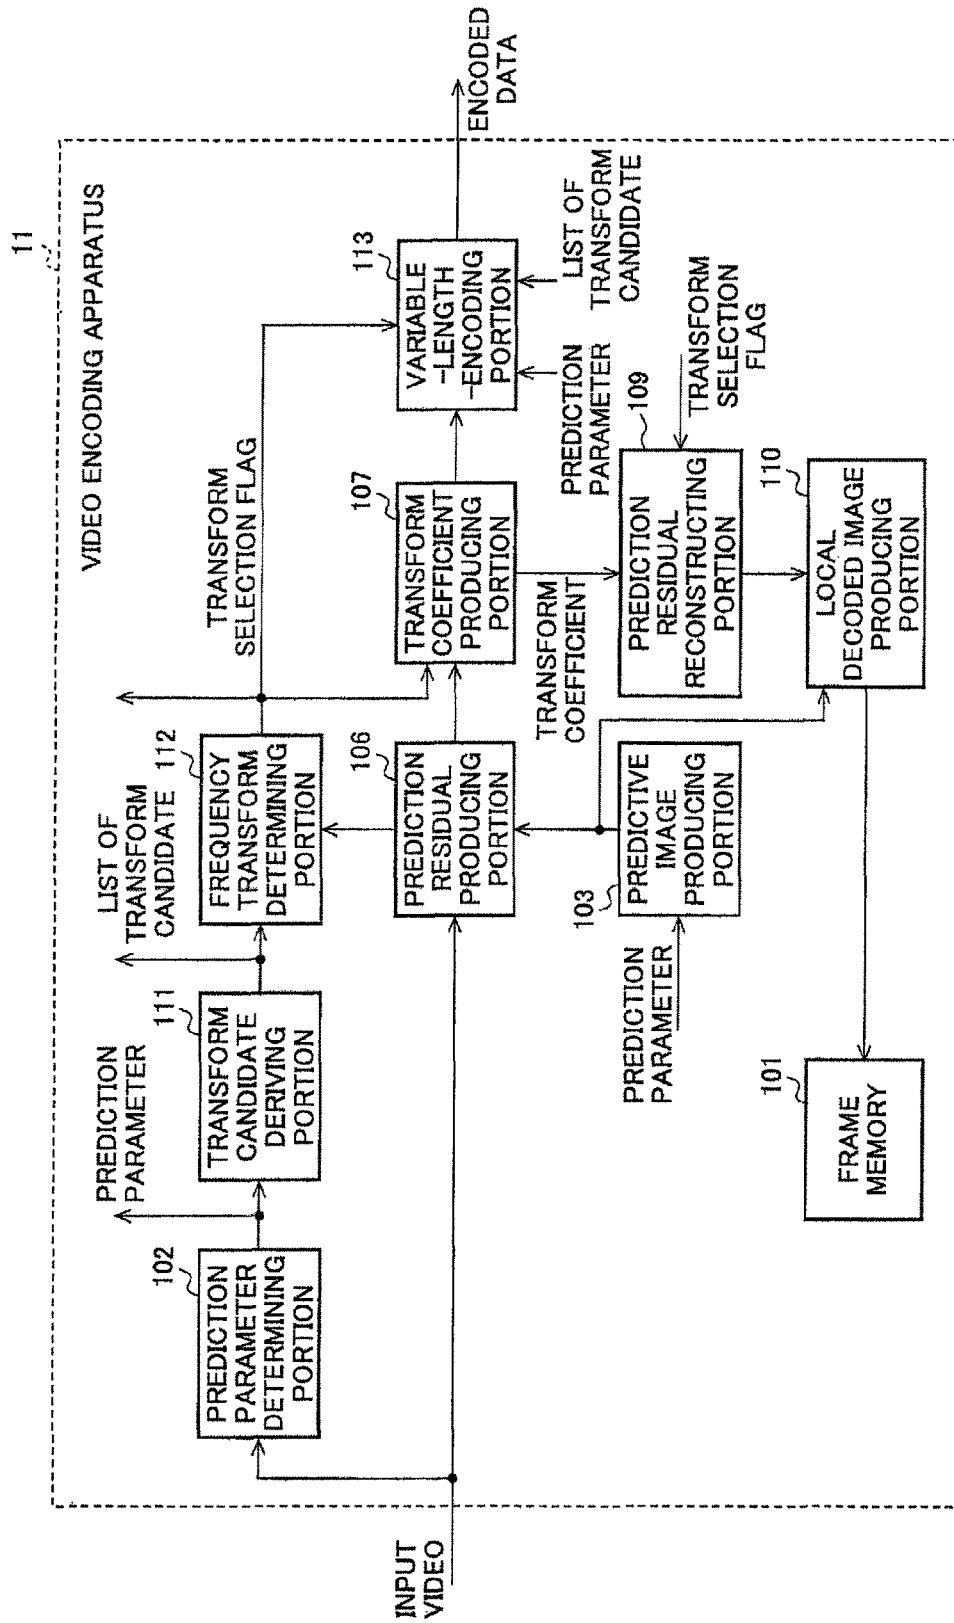 11
VIDEO ENCODING APPARATUS
INPUT
VIDEO
102
PREDICTION
PARAMETER
DETERMINING
PORTION
PREDICTION
PARAMETER
111
TRANSFORM
CANDIDATE
DERIVING
PORTION
LIST OF
TRANSFORM
CANDIDATE
112
FREQUENCY
TRANSFORM
DETERMINING
PORTION
TRANSFORM
SELECTION FLAG
106
PREDICTION
RESIDUAL
PRODUCING
PORTION
107
TRANSFORM
COEFFICIENT
PRODUCING
PORTION
113
VARIABLE
-LENGTH
-ENCODING
PORTION
ENCODED
DATA
PREDICTION
PARAMETER
LIST OF
TRANSFORM
CANDIDATE
TRANSFORM
COEFFICIENT
PREDICTION
PARAMETER
103
PREDICTIVE
IMAGE
PRODUCING
PORTION
109
PREDICTION
RESIDUAL
RECONSTRUCTING
PORTION
TRANSFORM
SELECTION
FLAG
101
FRAME
MEMORY
110
LOCAL
DECODED IMAGE
PRODUCING
PORTION